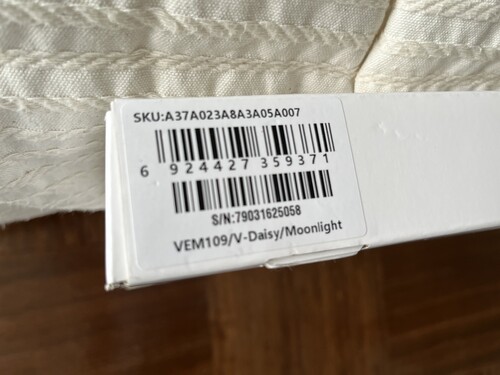 SKU:A37A023A8A3A05A007
6 924427 359371
S/N:79031625058
VEM109/V-Daisy/Moonlight